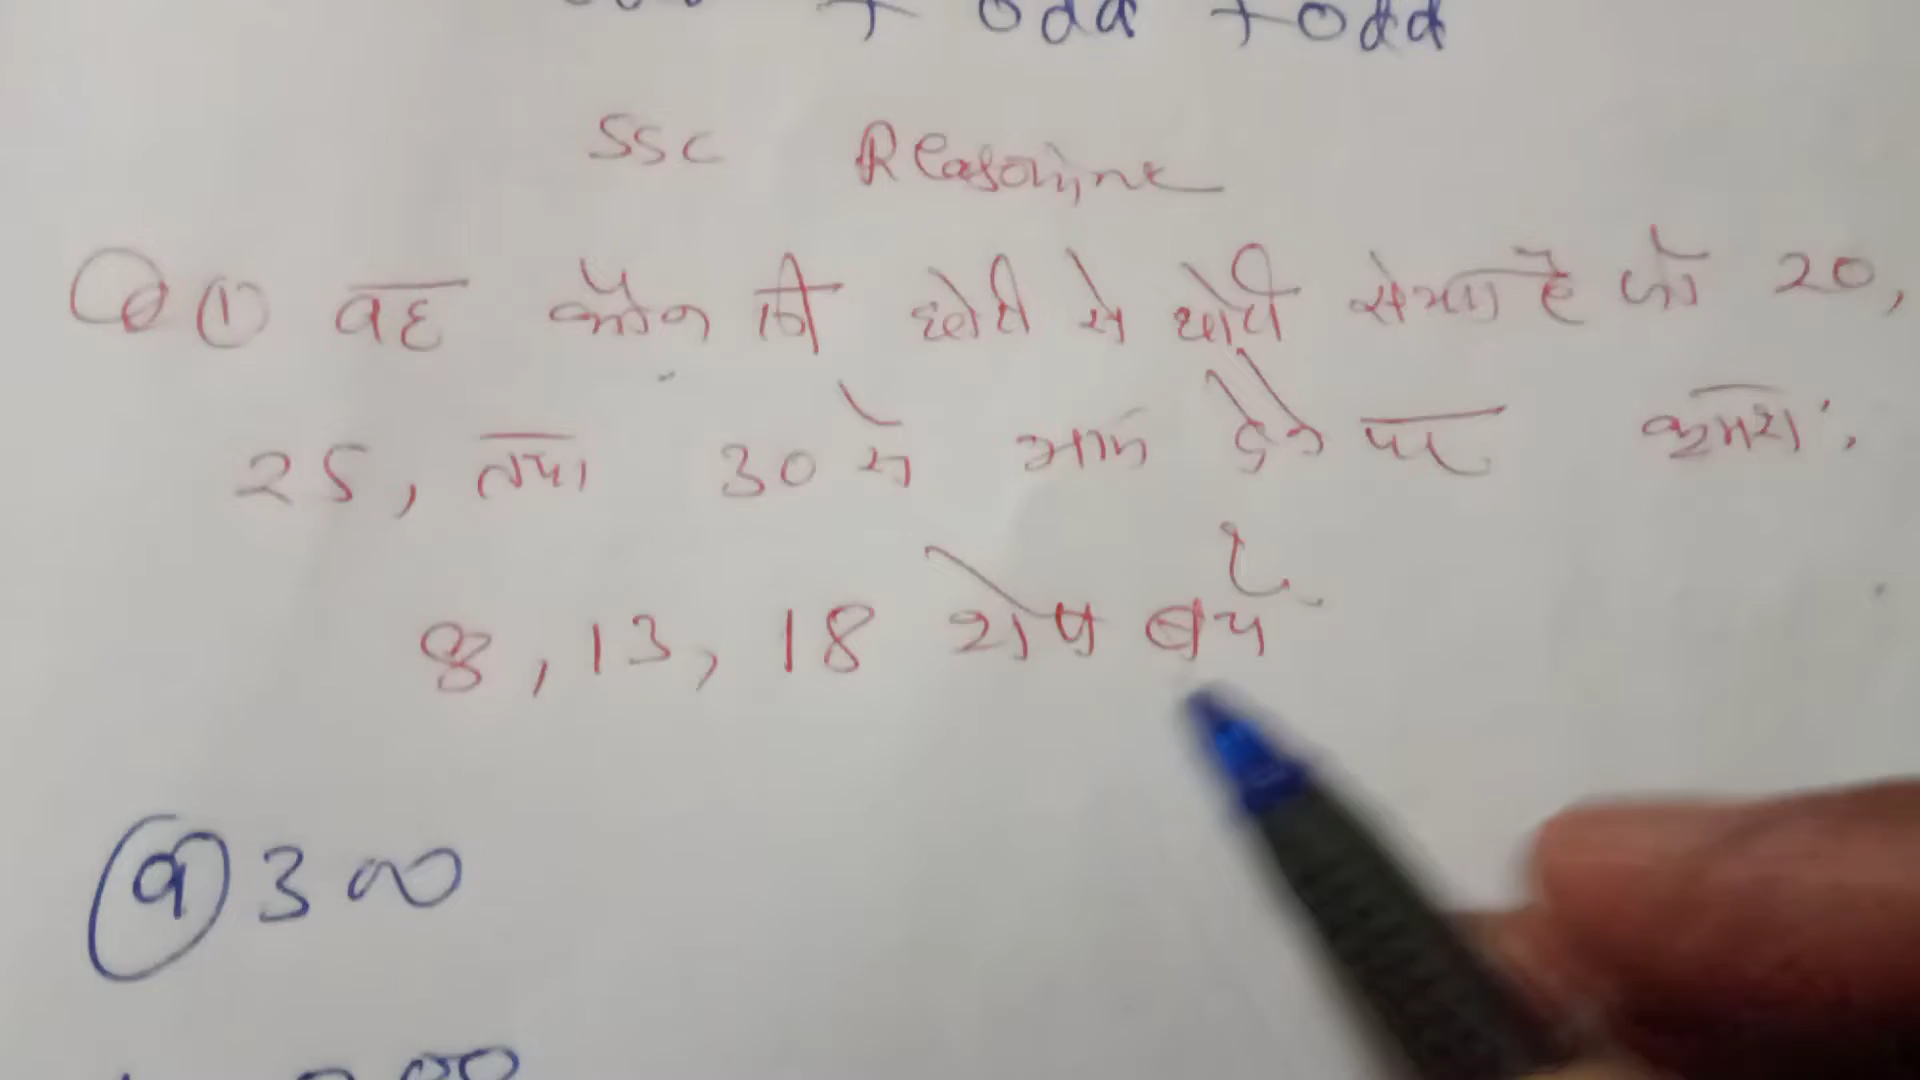 + odd + odd
SSC Reasoning
Q ① वह कौन सी छोटी से छोटी संख्या है जो 20,
25, तथा 30 से भाग देने पर क्रमशः,
8, 13, 18 शेष बचे
a 300